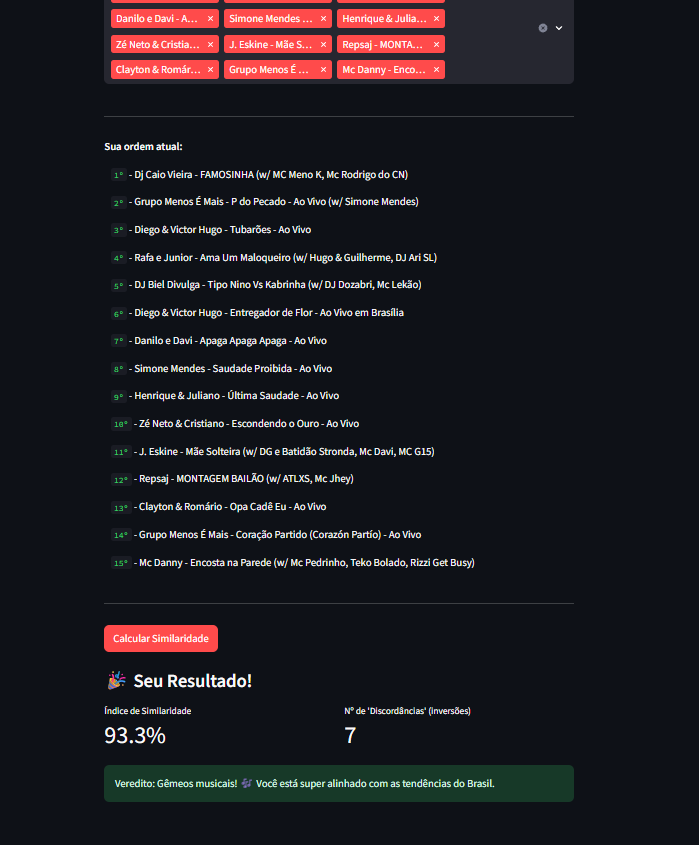 Danilo e Davi - A... ×
Simone Mendes ... ×
Henrique & Julia... ×
Zé Neto & Cristia... ×
J. Eskine - Mãe S... ×
Repsaj - MONTA... ×
Clayton & Romár... ×
Grupo Menos É ... ×
Mc Danny - Enco... ×
Sua ordem atual:
1º - Dj Caio Vieira - FAMOSINHA (w/ MC Meno K, Mc Rodrigo do CN)
2º - Grupo Menos É Mais - P do Pecado - Ao Vivo (w/ Simone Mendes)
3º - Diego & Victor Hugo - Tubarões - Ao Vivo
4º - Rafa e Junior - Ama Um Maloqueiro (w/ Hugo & Guilherme, DJ Ari SL)
5º - DJ Biel Divulga - Tipo Nino Vs Kabrinha (w/ DJ Dozabri, Mc Lekão)
6º - Diego & Victor Hugo - Entregador de Flor - Ao Vivo em Brasília
7º - Danilo e Davi - Apaga Apaga Apaga - Ao Vivo
8º - Simone Mendes - Saudade Proibida - Ao Vivo
9º - Henrique & Juliano - Última Saudade - Ao Vivo
10º - Zé Neto & Cristiano - Escondendo o Ouro - Ao Vivo
11º - J. Eskine - Mãe Solteira (w/ DG e Batidão Stronda, Mc Davi, MC G15)
12º - Repsaj - MONTAGEM BAILÃO (w/ ATLXS, Mc Jhey)
13º - Clayton & Romário - Opa Cadê Eu - Ao Vivo
14º - Grupo Menos É Mais - Coração Partido (Corazón Partío) - Ao Vivo
15º - Mc Danny - Encosta na Parede (w/ Mc Pedrinho, Teko Bolado, Rizzi Get Busy)
Calcular Similaridade
🎉 Seu Resultado!
Índice de Similaridade
Nº de 'Discordâncias' (inversões)
93.3%
7
Veredito: Gêmeos musicais! 🎶 Você está super alinhado com as tendências do Brasil.